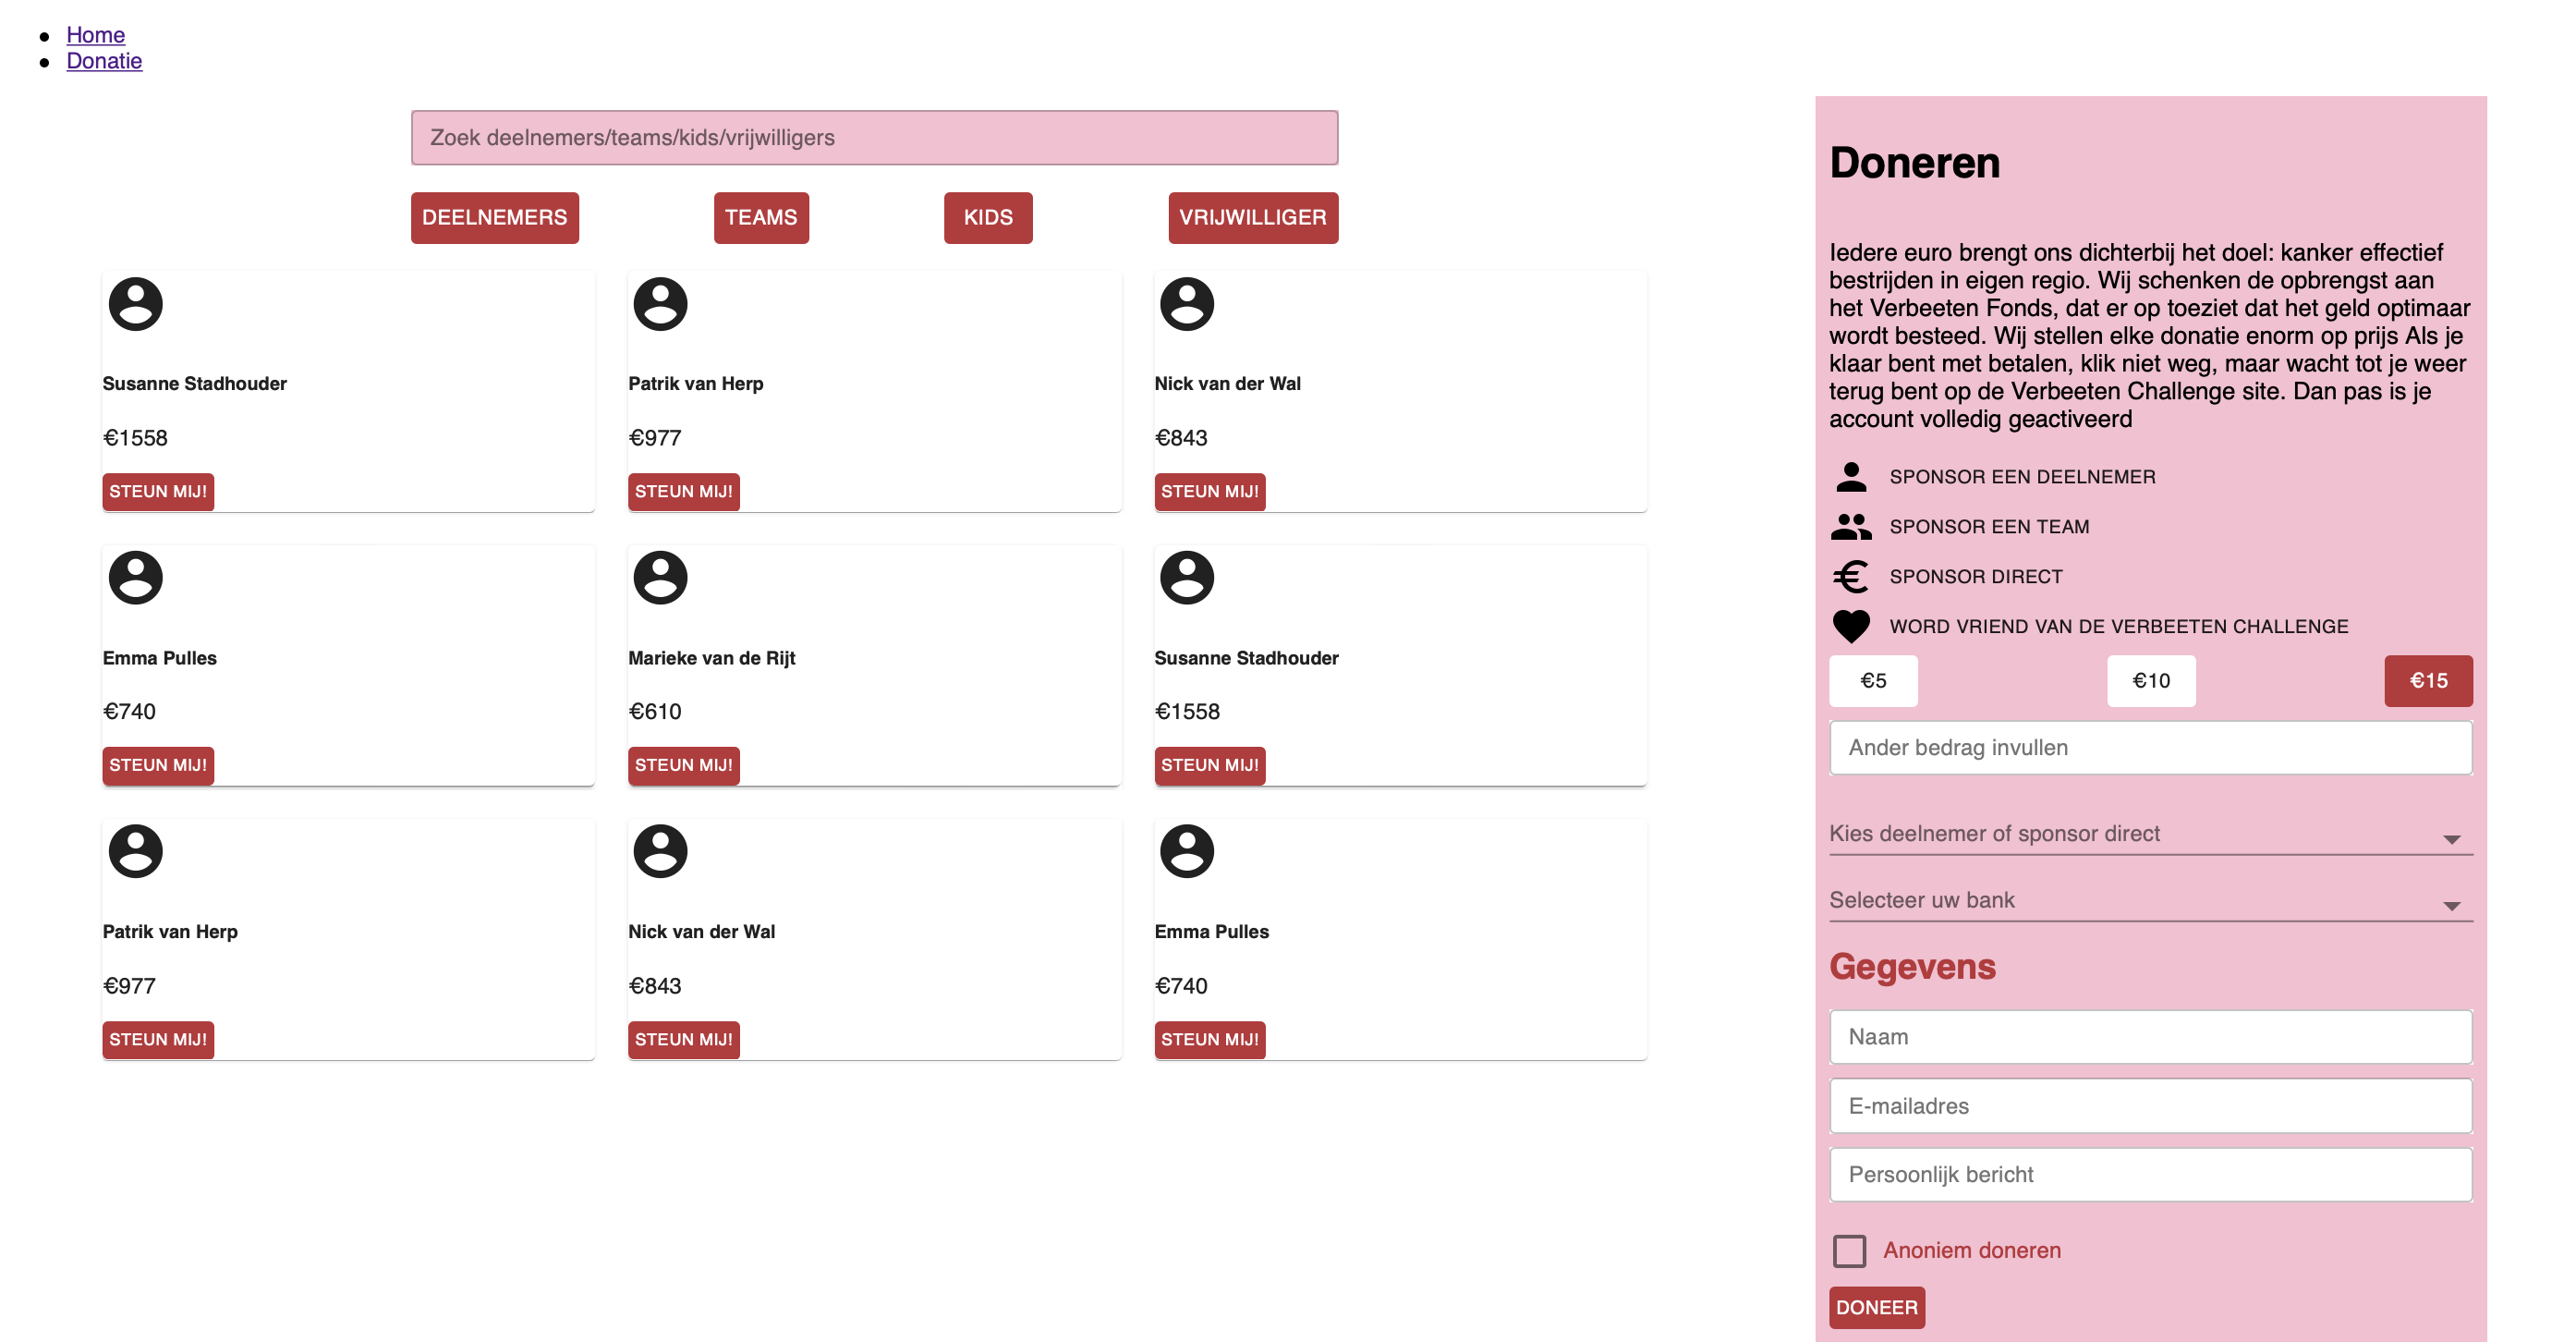 Home
Donatie
Zoek deelnemers/teams/kids/vrijwilligers
DEELNEMERS
TEAMS
KIDS
VRIJWILLIGER
Susanne Stadhouder
€1558
STEUN MIJ!
Patrik van Herp
€977
STEUN MIJ!
Nick van der Wal
€843
STEUN MIJ!
Emma Pulles
€740
STEUN MIJ!
Marieke van de Rijt
€610
STEUN MIJ!
Susanne Stadhouder
€1558
STEUN MIJ!
Patrik van Herp
€977
STEUN MIJ!
Nick van der Wal
€843
STEUN MIJ!
Emma Pulles
€740
STEUN MIJ!
Doneren
Iedere euro brengt ons dichterbij het doel: kanker effectief
bestrijden in eigen regio. Wij schenken de opbrengst aan
het Verbeeten Fonds, dat er op toeziet dat het geld optimaar
wordt besteed. Wij stellen elke donatie enorm op prijs Als je
klaar bent met betalen, klik niet weg, maar wacht tot je weer
terug bent op de Verbeeten Challenge site. Dan pas is je
account volledig geactiveerd
SPONSOR EEN DEELNEMER
SPONSOR EEN TEAM
SPONSOR DIRECT
WORD VRIEND VAN DE VERBEETEN CHALLENGE
€5
€10
€15
Ander bedrag invullen
Kies deelnemer of sponsor direct
Selecteer uw bank
Gegevens
Naam
E-mailadres
Persoonlijk bericht
Anoniem doneren
DONEER